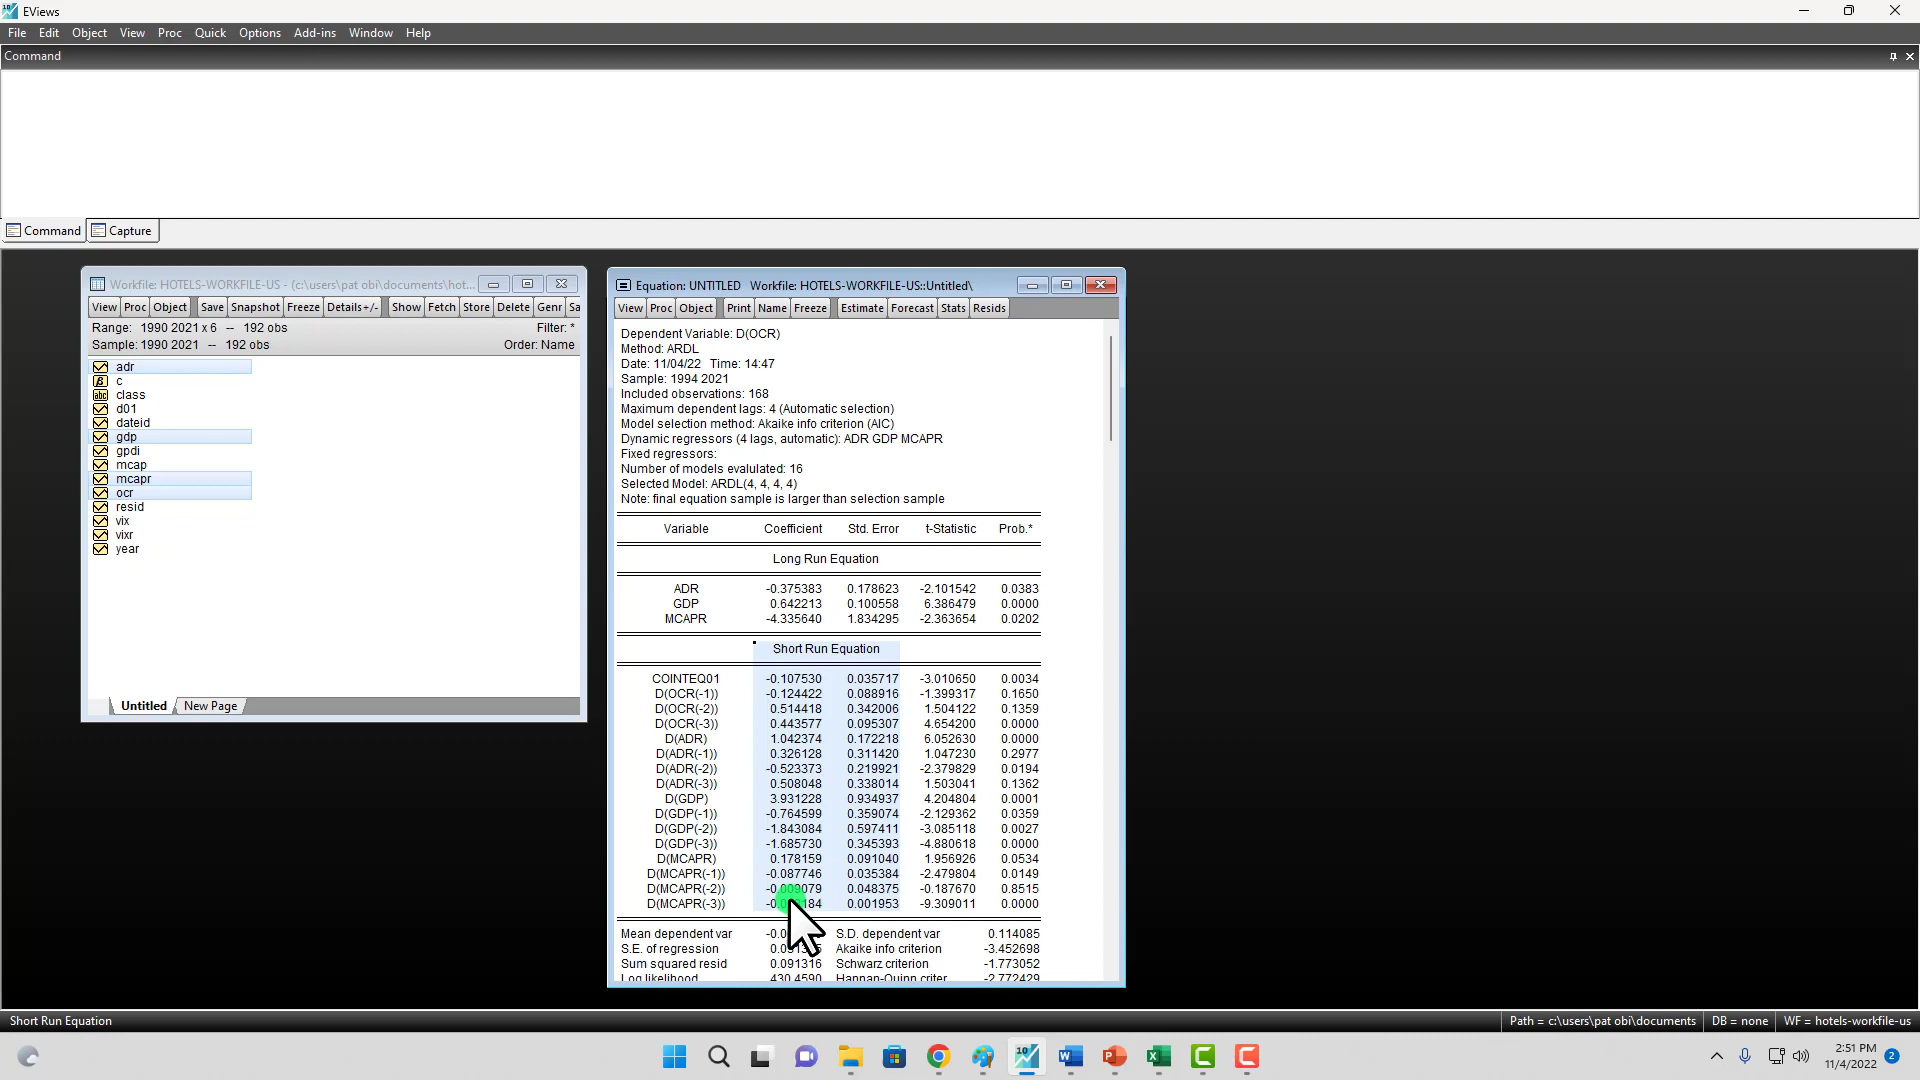 EViews
File Edit Object View Proc Quick Options Add-ins Window Help
Command
Command Capture
Workfile: HOTELS-WORKFILE-US - (c:\users\pat obi\documents\hot...
View Proc Object Save Snapshot Freeze Details+/- Show Fetch Store Delete Genr Sa
Range: 1990 2021 x 6 -- 192 obs Filter: *
Sample: 1990 2021 -- 192 obs Order: Name
adr
c
class
d01
dateid
gdp
gpdi
mcap
mcapr
ocr
resid
vix
vixr
year
Untitled New Page
Equation: UNTITLED Workfile: HOTELS-WORKFILE-US::Untitled\
View Proc Object Print Name Freeze Estimate Forecast Stats Resids
Dependent Variable: D(OCR)
Method: ARDL
Date: 11/04/22 Time: 14:47
Sample: 1994 2021
Included observations: 168
Maximum dependent lags: 4 (Automatic selection)
Model selection method: Akaike info criterion (AIC)
Dynamic regressors (4 lags, automatic): ADR GDP MCAPR
Fixed regressors:
Number of models evalulated: 16
Selected Model: ARDL(4, 4, 4, 4)
Note: final equation sample is larger than selection sample
Variable Coefficient Std. Error t-Statistic Prob.*
Long Run Equation
ADR -0.375383 0.178623 -2.101542 0.0383
GDP 0.642213 0.100558 6.386479 0.0000
MCAPR -4.335640 1.834295 -2.363654 0.0202
Short Run Equation
COINTEQ01 -0.107530 0.035717 -3.010650 0.0034
D(OCR(-1)) -0.124422 0.088916 -1.399317 0.1650
D(OCR(-2)) 0.514418 0.342006 1.504122 0.1359
D(OCR(-3)) 0.443577 0.095307 4.654200 0.0000
D(ADR) 1.042374 0.172218 6.052630 0.0000
D(ADR(-1)) 0.326128 0.311420 1.047230 0.2977
D(ADR(-2)) -0.523373 0.219921 -2.379829 0.0194
D(ADR(-3)) 0.508048 0.338014 1.503041 0.1362
D(GDP) 3.931228 0.934937 4.204804 0.0001
D(GDP(-1)) -0.764599 0.359074 -2.129362 0.0359
D(GDP(-2)) -1.843084 0.597411 -3.085118 0.0027
D(GDP(-3)) -1.685730 0.345393 -4.880618 0.0000
D(MCAPR) 0.178159 0.091040 1.956926 0.0534
D(MCAPR(-1)) -0.087746 0.035384 -2.479804 0.0149
D(MCAPR(-2)) -0.009079 0.048375 -0.187670 0.8515
D(MCAPR(-3)) 0.001953 -9.309011 0.0000
Mean dependent var S.D. dependent var 0.114085
S.E. of regression Akaike info criterion -3.452698
Sum squared resid 0.091316 Schwarz criterion -1.773052
Log likelihood 430.4590 Hannan-Quinn criter. -2.772429
Short Run Equation Path = c:\users\pat obi\documents DB = none WF = hotels-workfile-us
2:51 PM
11/4/2022 2